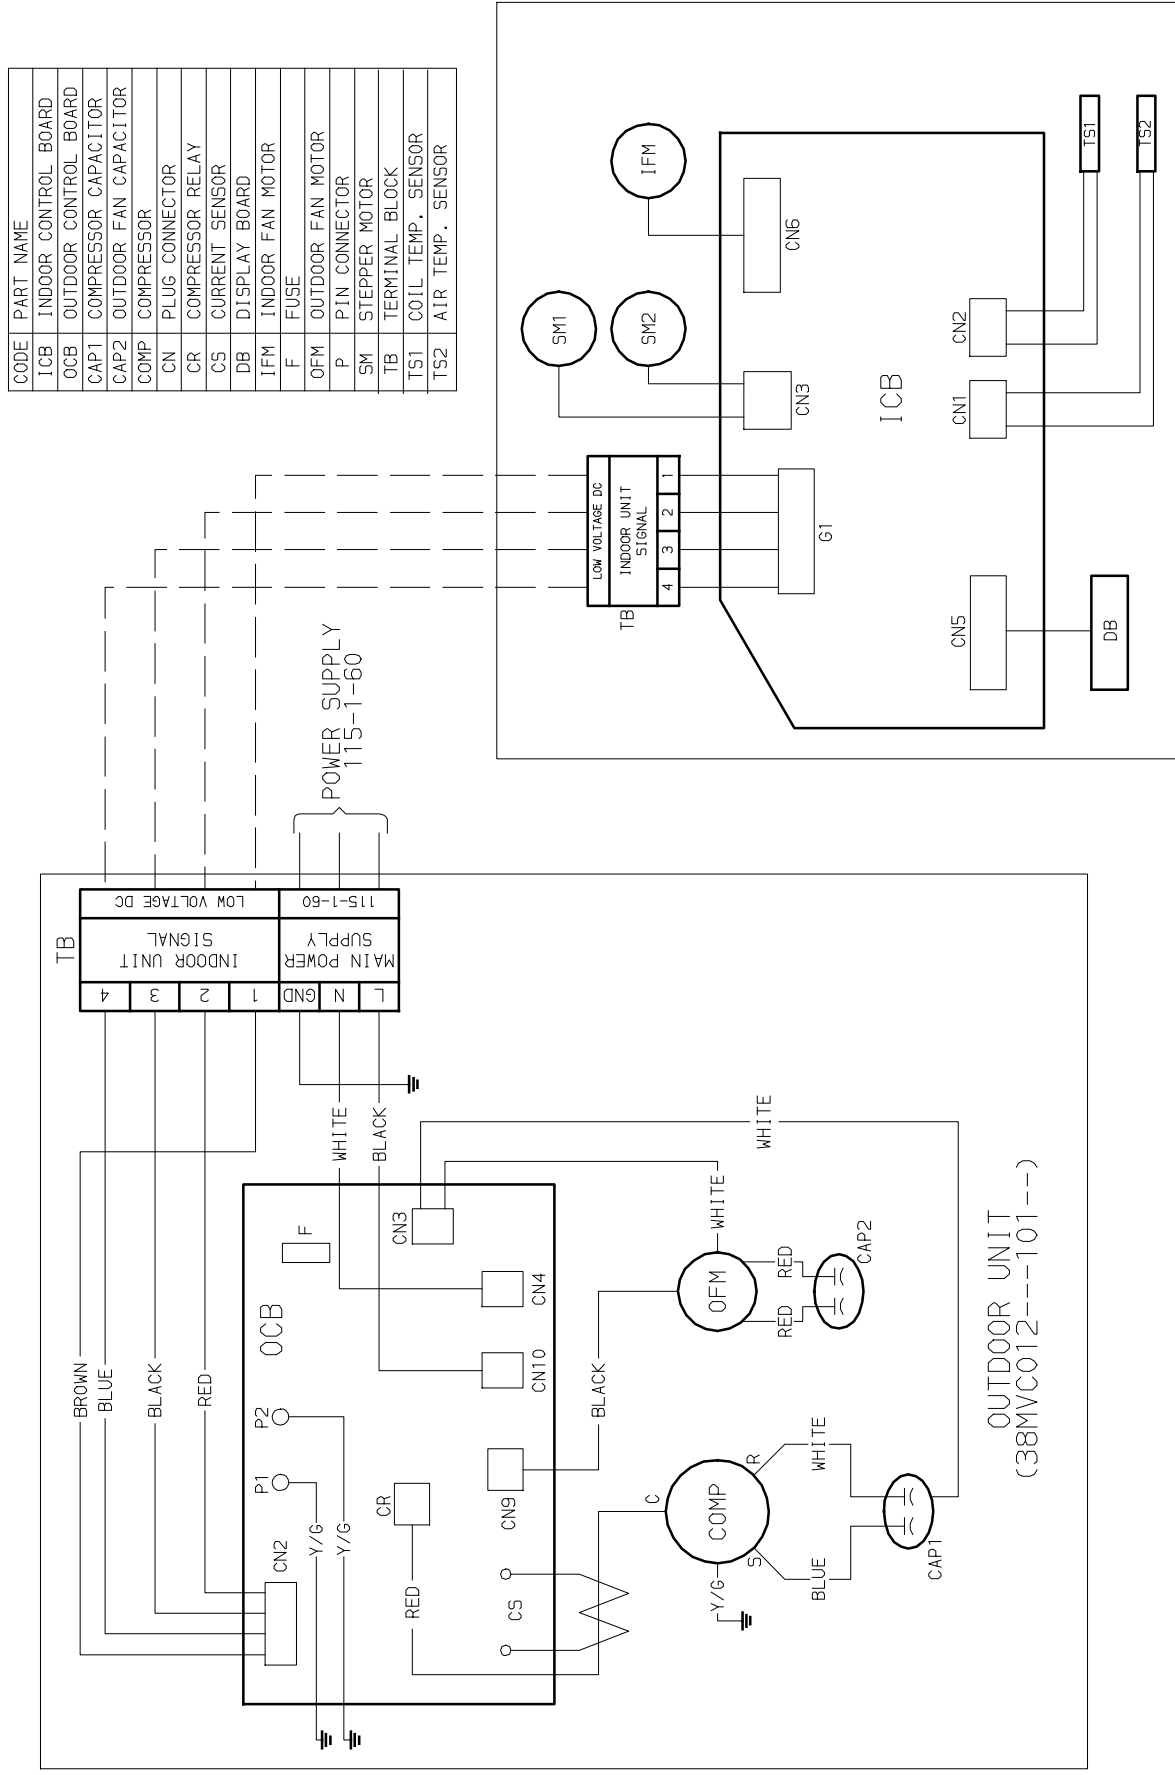 CODE PART NAME
ICB INDOOR CONTROL BOARD
OCB OUTDOOR CONTROL BOARD
CAP1 COMPRESSOR CAPACITOR
CAP2 OUTDOOR FAN CAPACITOR
COMP COMPRESSOR
CN PLUG CONNECTOR
CR COMPRESSOR RELAY
CS CURRENT SENSOR
DB DISPLAY BOARD
IFM INDOOR FAN MOTOR
F FUSE
OFM OUTDOOR FAN MOTOR
P PIN CONNECTOR
SM STEPPER MOTOR
TB TERMINAL BLOCK
TS1 COIL TEMP. SENSOR
TS2 AIR TEMP. SENSOR
TB
4
3
2
1
GND
N
L
INDOOR UNIT
SIGNAL
LOW VOLTAGE DC
MAIN POWER
SUPPLY
115-1-60
POWER SUPPLY
115-1-60
BROWN
BLUE
BLACK
RED
WHITE
BLACK
OCB
F
P1
P2
CN2
CN3
CN4
CN10
CN9
CR
CS
Y/G
Y/G
RED
BLACK
WHITE
WHITE
OFM
RED
RED
CAP2
COMP
C
R
S
Y/G
WHITE
BLUE
CAP1
OUTDOOR UNIT
(38MVC012---101--)
TB
LOW VOLTAGE DC
INDOOR UNIT
SIGNAL
4
3
2
1
G1
SM1
SM2
IFM
CN3
CN6
ICB
CN5
CN1
CN2
DB
TS1
TS2